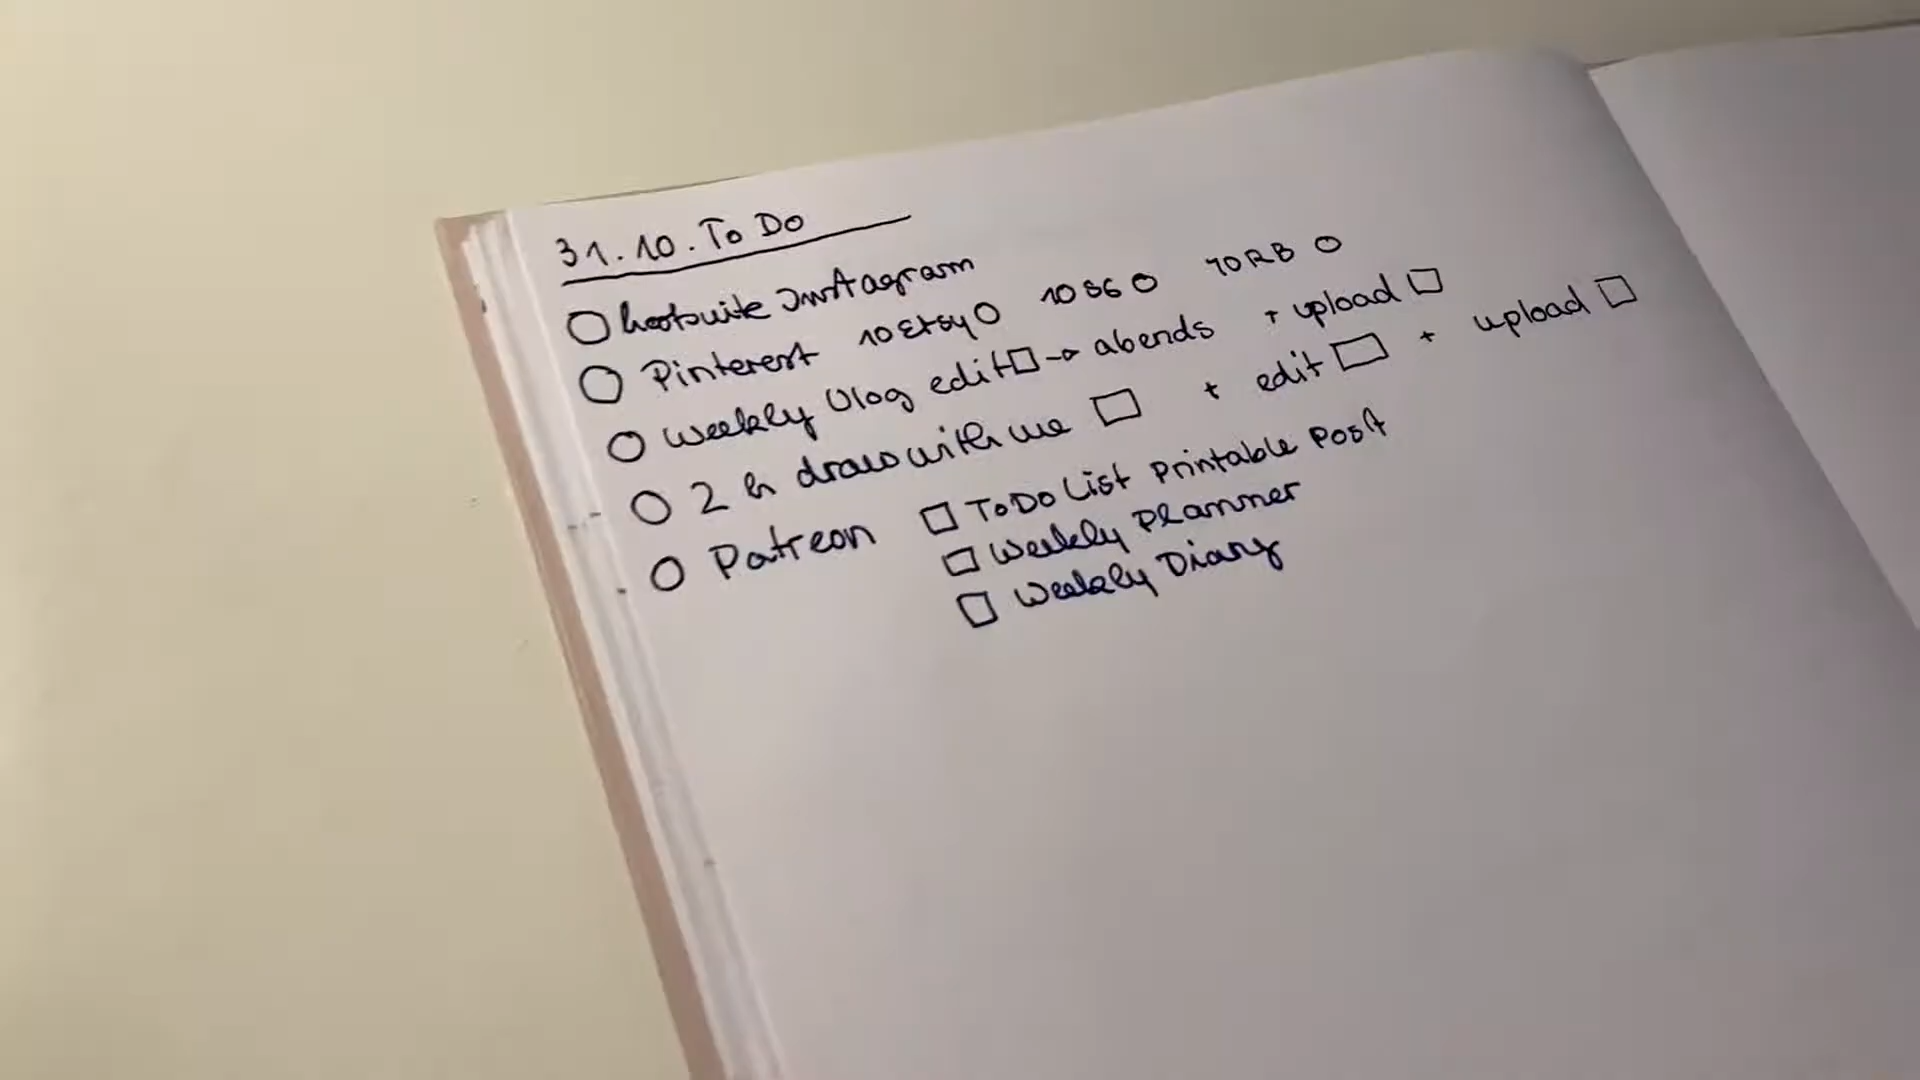 31.10. To Do
hootsuite Instagram
Pinterest 10 Etsy 10 S6 10 RB
Weekly Vlog edit → abends + upload
2 h draw with me + edit + upload
Patreon ToDo List Printable Post
Weekly Planner
Weekly Diary